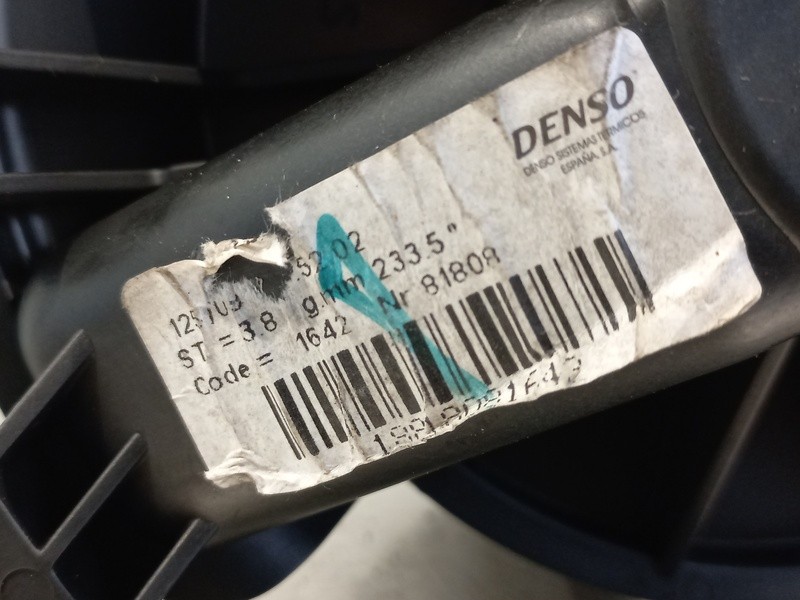 DENSO
DENSO SISTEMAS TERMICOS
ESPAÑA, S.A.
52 02
ST = 3.8 g.mm 233.5"
Code = 1642 Nr 81808